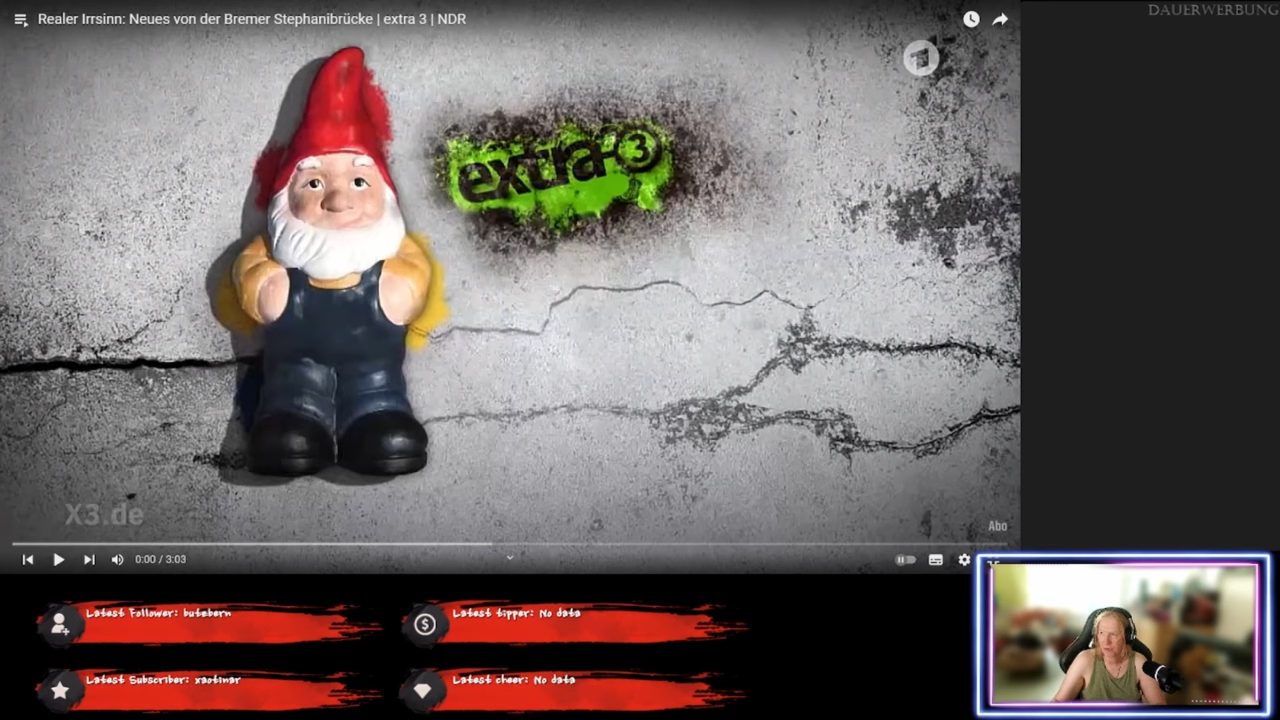 Realer Irrsinn: Neues von der Bremer Stephanibrücke | extra 3 | NDR
DAUERWERBUNG
extra 3
X3.de
Abo
0:00 / 3:03
Latest Follower: butebern
Latest tipper: No data
Latest Subscriber: xaotinar
Latest cheer: No data